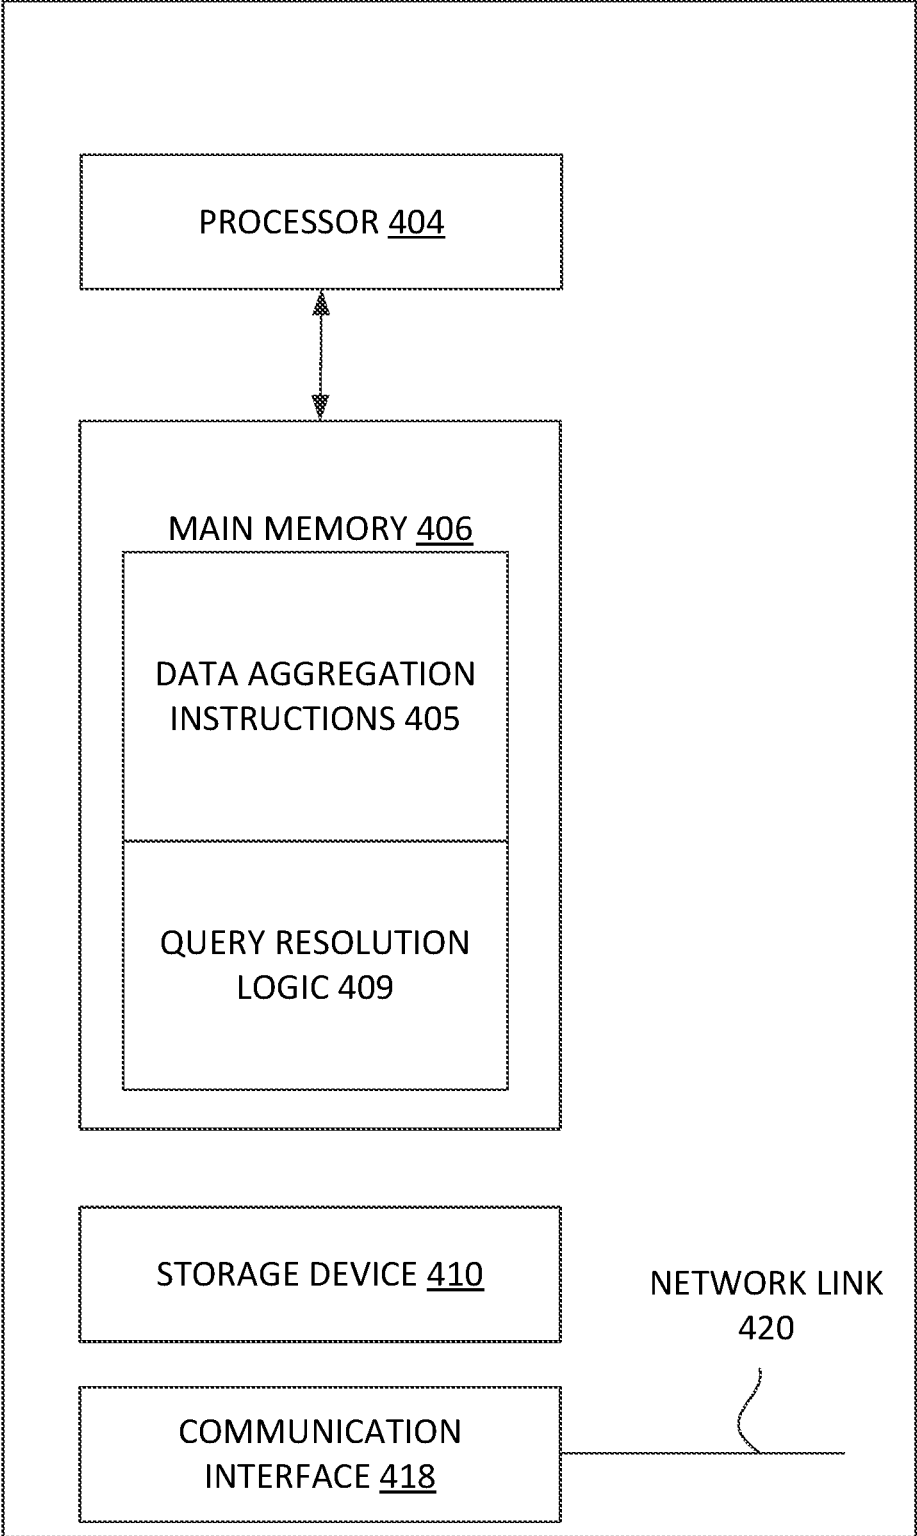 PROCESSOR 404
MAIN MEMORY 406
DATA AGGREGATION
INSTRUCTIONS 405
QUERY RESOLUTION
LOGIC 409
STORAGE DEVICE 410
NETWORK LINK
420
COMMUNICATION
INTERFACE 418